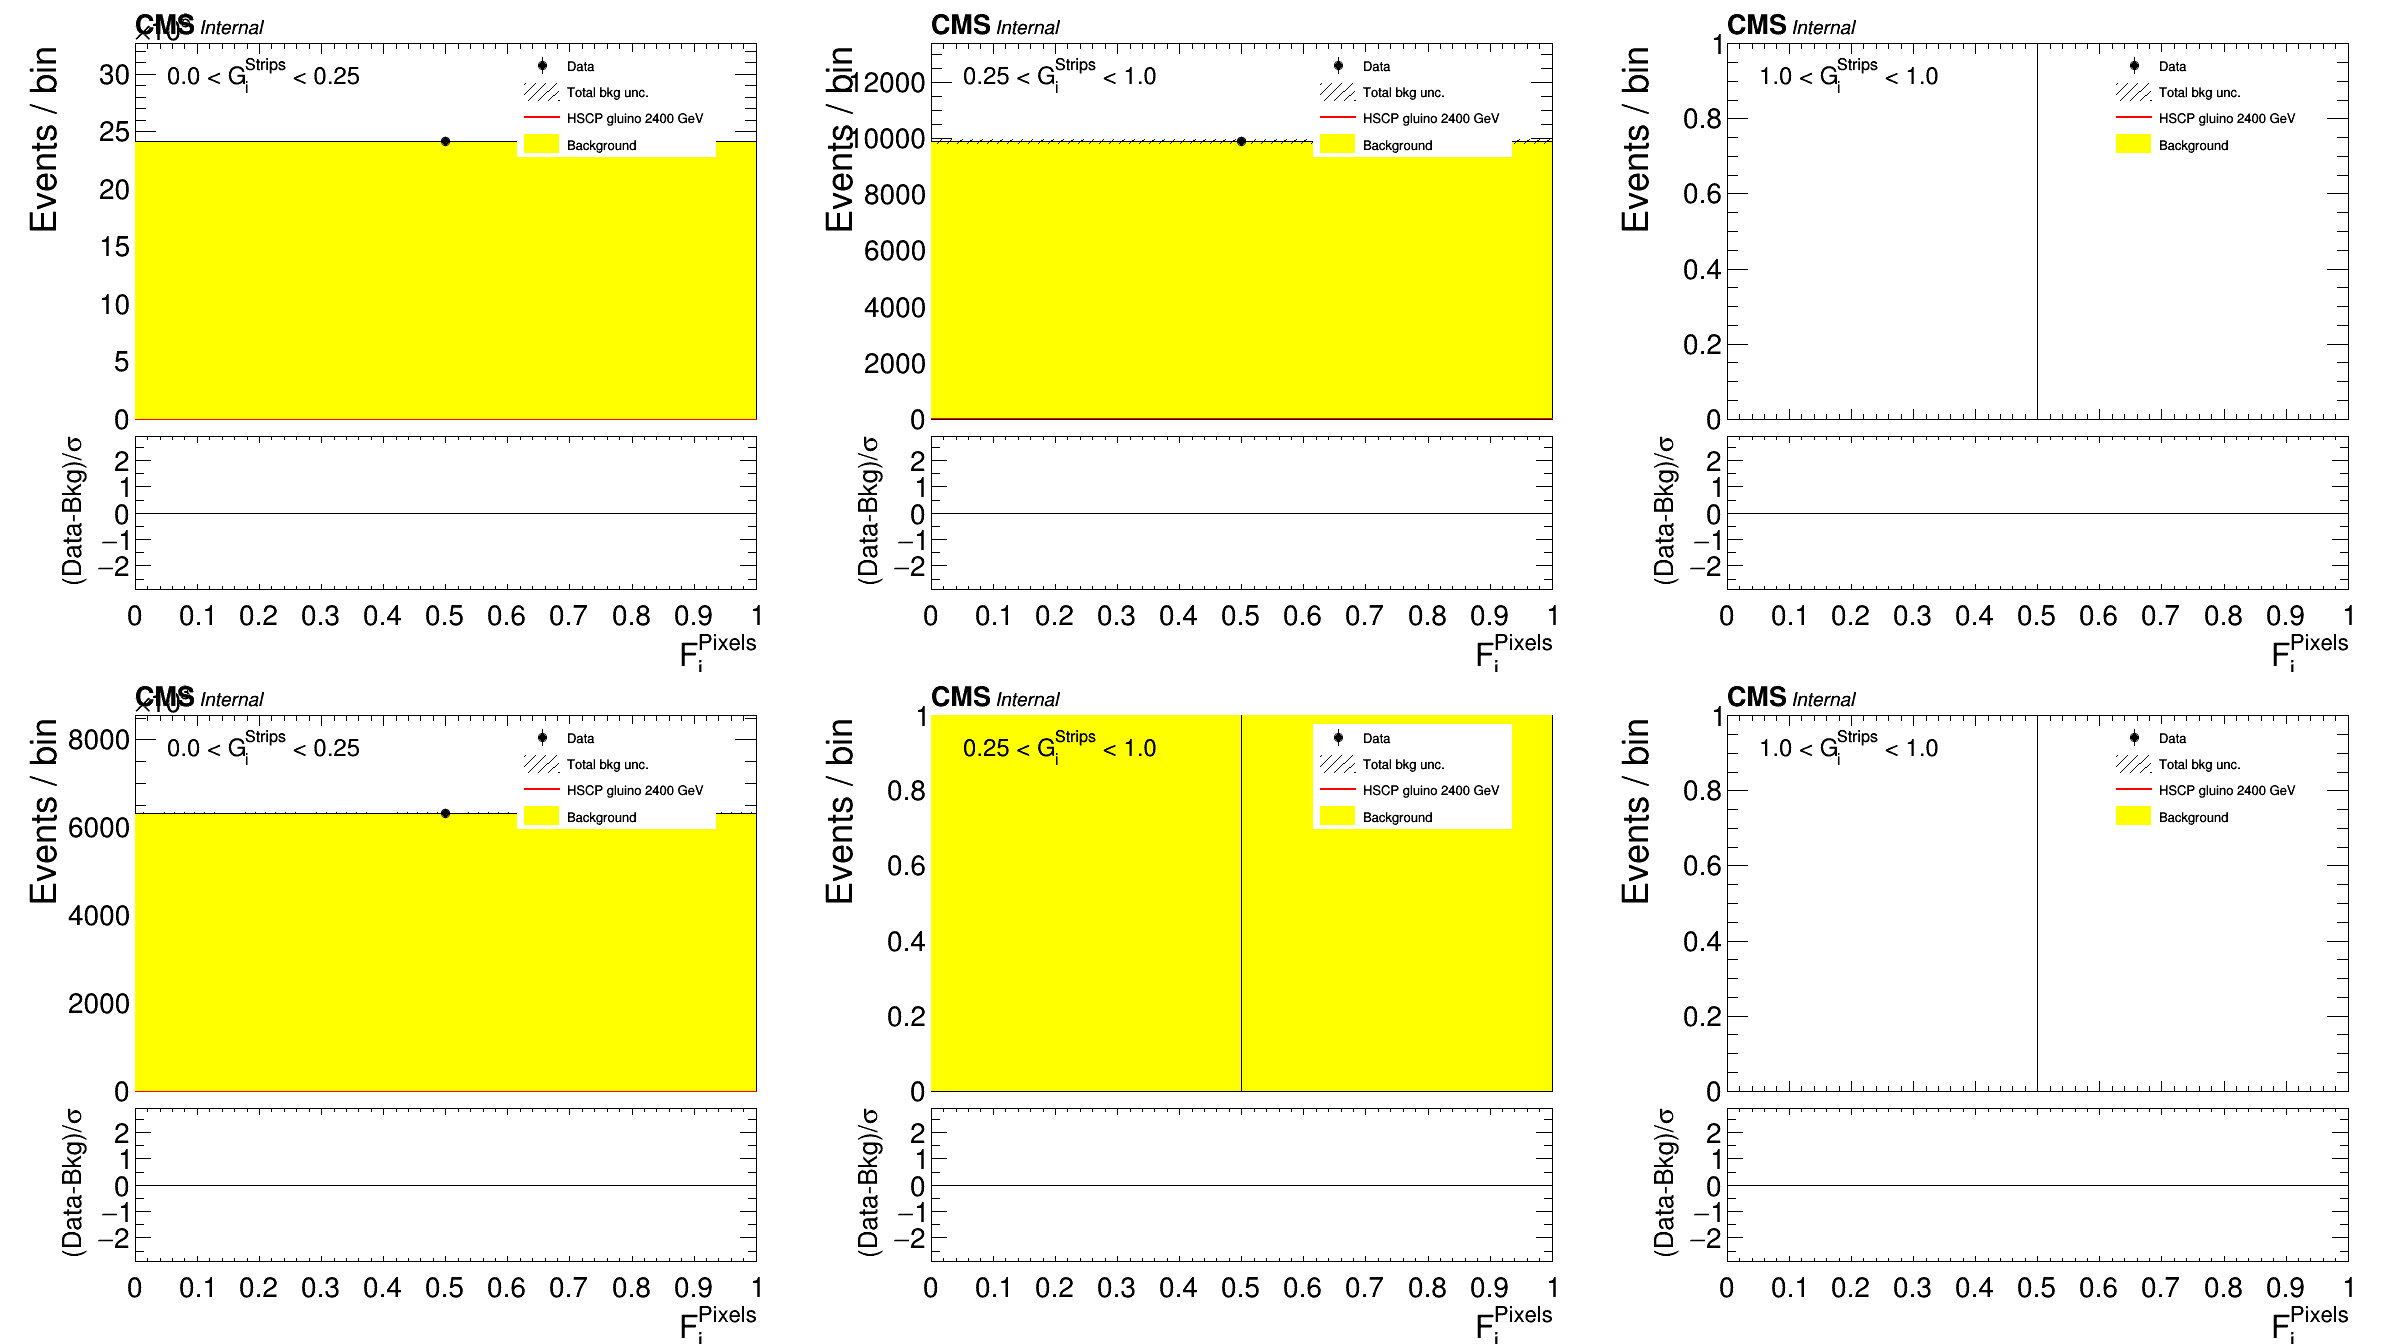 CMS Internal
Events / bin
0.0 < G_i^Strips < 0.25
Data
Total bkg unc.
HSCP gluino 2400 GeV
Background
30
25
20
15
10
5
0
(Data-Bkg)/σ
2
1
0
−1
−2
0 0.1 0.2 0.3 0.4 0.5 0.6 0.7 0.8 0.9 1
F_i^Pixels
CMS Internal
Events / bin
0.25 < G_i^Strips < 1.0
Data
Total bkg unc.
HSCP gluino 2400 GeV
Background
12000
10000
8000
6000
4000
2000
0
(Data-Bkg)/σ
2
1
0
−1
−2
0 0.1 0.2 0.3 0.4 0.5 0.6 0.7 0.8 0.9 1
F_i^Pixels
CMS Internal
Events / bin
1.0 < G_i^Strips < 1.0
Data
Total bkg unc.
HSCP gluino 2400 GeV
Background
1
0.8
0.6
0.4
0.2
0
(Data-Bkg)/σ
2
1
0
−1
−2
0 0.1 0.2 0.3 0.4 0.5 0.6 0.7 0.8 0.9 1
F_i^Pixels
CMS Internal
Events / bin
0.0 < G_i^Strips < 0.25
Data
Total bkg unc.
HSCP gluino 2400 GeV
Background
8000
6000
4000
2000
0
(Data-Bkg)/σ
2
1
0
−1
−2
0 0.1 0.2 0.3 0.4 0.5 0.6 0.7 0.8 0.9 1
F_i^Pixels
CMS Internal
Events / bin
0.25 < G_i^Strips < 1.0
Data
Total bkg unc.
HSCP gluino 2400 GeV
Background
1
0.8
0.6
0.4
0.2
0
(Data-Bkg)/σ
2
1
0
−1
−2
0 0.1 0.2 0.3 0.4 0.5 0.6 0.7 0.8 0.9 1
F_i^Pixels
CMS Internal
Events / bin
1.0 < G_i^Strips < 1.0
Data
Total bkg unc.
HSCP gluino 2400 GeV
Background
1
0.8
0.6
0.4
0.2
0
(Data-Bkg)/σ
2
1
0
−1
−2
0 0.1 0.2 0.3 0.4 0.5 0.6 0.7 0.8 0.9 1
F_i^Pixels